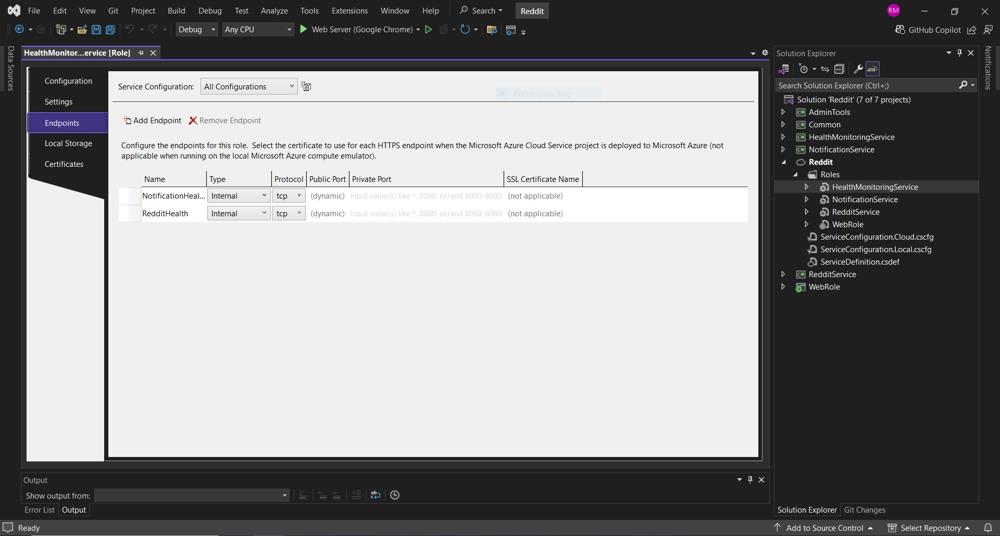 File Edit View Git Project Build Debug Test Analyze Tools Extensions Window Help Search Reddit RM
Debug Any CPU Web Server (Google Chrome) GitHub Copilot
Data Sources
HealthMonitor...ervice [Role]
Configuration
Settings
Endpoints
Local Storage
Certificates
Service Configuration: All Configurations
Rectangular Snip
Add Endpoint Remove Endpoint
Configure the endpoints for this role. Select the certificate to use for each HTTPS endpoint when the Microsoft Azure Cloud Service project is deployed to Microsoft Azure (not
applicable when running on the local Microsoft Azure compute emulator).
Name Type Protocol Public Port Private Port SSL Certificate Name
NotificationHeal... Internal tcp (dynamic) Input value(s) like *, 8080, or/and 8000-8080. (not applicable)
RedditHealth Internal tcp (dynamic) Input value(s) like *, 8080, or/and 8000-8080. (not applicable)
Output
Show output from:
Error List Output
Solution Explorer
Search Solution Explorer (Ctrl+;)
Solution 'Reddit' (7 of 7 projects)
C# AdminTools
C# Common
C# HealthMonitoringService
C# NotificationService
Reddit
Roles
HealthMonitoringService
NotificationService
RedditService
WebRole
ServiceConfiguration.Cloud.cscfg
ServiceConfiguration.Local.cscfg
ServiceDefinition.csdef
C# RedditService
WebRole
Solution Explorer Git Changes
Notifications
Ready Add to Source Control Select Repository